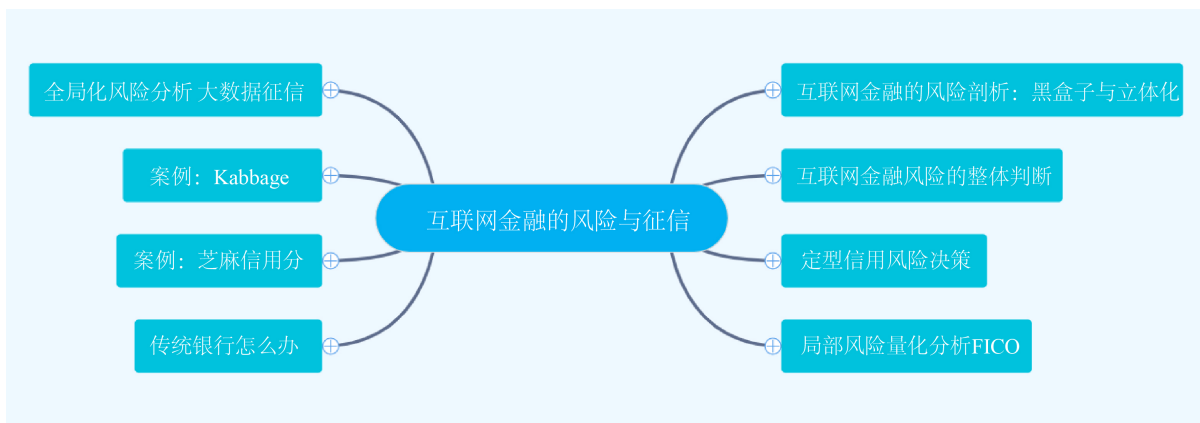 全局化风险分析 大数据征信
互联网金融的风险剖析：黑盒子与立体化
案例：Kabbage
互联网金融风险的整体判断
互联网金融的风险与征信
案例：芝麻信用分
定型信用风险决策
传统银行怎么办
局部风险量化分析FICO